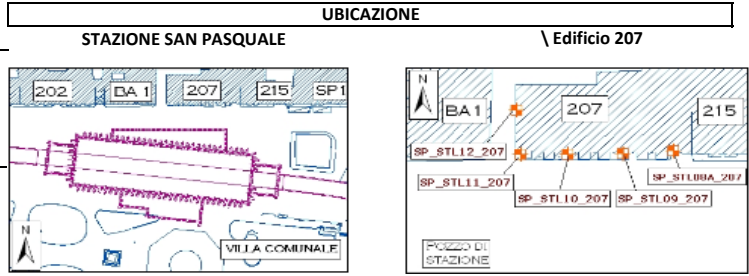 UBICAZIONE
STAZIONE SAN PASQUALE
\ Edificio 207
202
BA 1
207
215
SP1
VILLA COMUNALE
N
N
BA 1
207
215
SP_STL12_207
SP_STL11_207
SP_STL10_207
SP_STL09_207
SP_STL08A_207
POZZO DI
STAZIONE